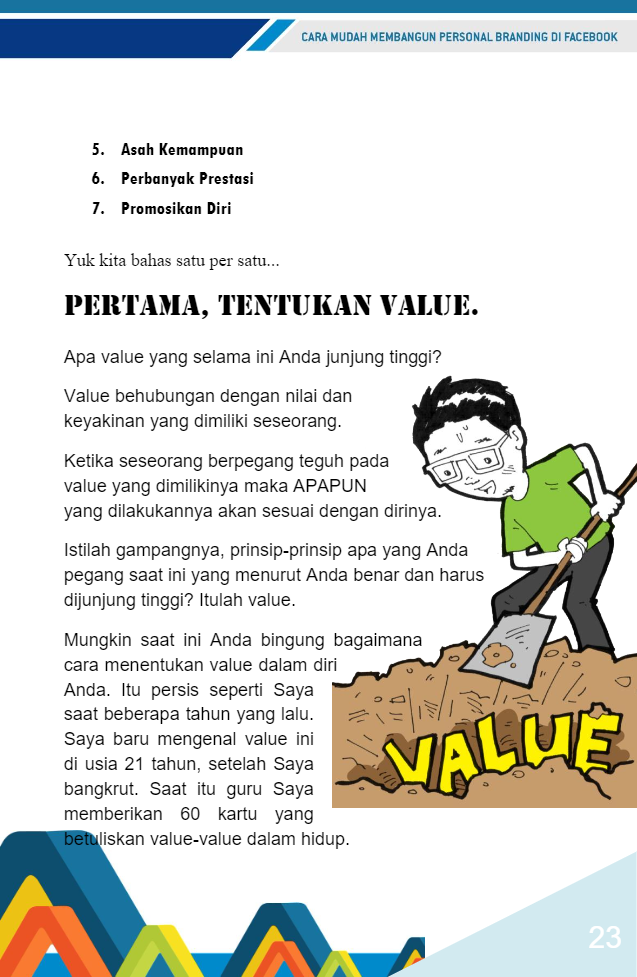 CARA MUDAH MEMBANGUN PERSONAL BRANDING DI FACEBOOK
5. Asah Kemampuan
6. Perbanyak Prestasi
7. Promosikan Diri
Yuk kita bahas satu per satu...
PERTAMA, TENTUKAN VALUE.
Apa value yang selama ini Anda junjung tinggi?
Value behubungan dengan nilai dan
keyakinan yang dimiliki seseorang.
Ketika seseorang berpegang teguh pada
value yang dimilikinya maka APAPUN
yang dilakukannya akan sesuai dengan dirinya.
Istilah gampangnya, prinsip-prinsip apa yang Anda
pegang saat ini yang menurut Anda benar dan harus
dijunjung tinggi? Itulah value.
Mungkin saat ini Anda bingung bagaimana
cara menentukan value dalam diri
Anda. Itu persis seperti Saya
saat beberapa tahun yang lalu.
Saya baru mengenal value ini
di usia 21 tahun, setelah Saya
bangkrut. Saat itu guru Saya
memberikan 60 kartu yang
betuliskan value-value dalam hidup.
VALUE
23